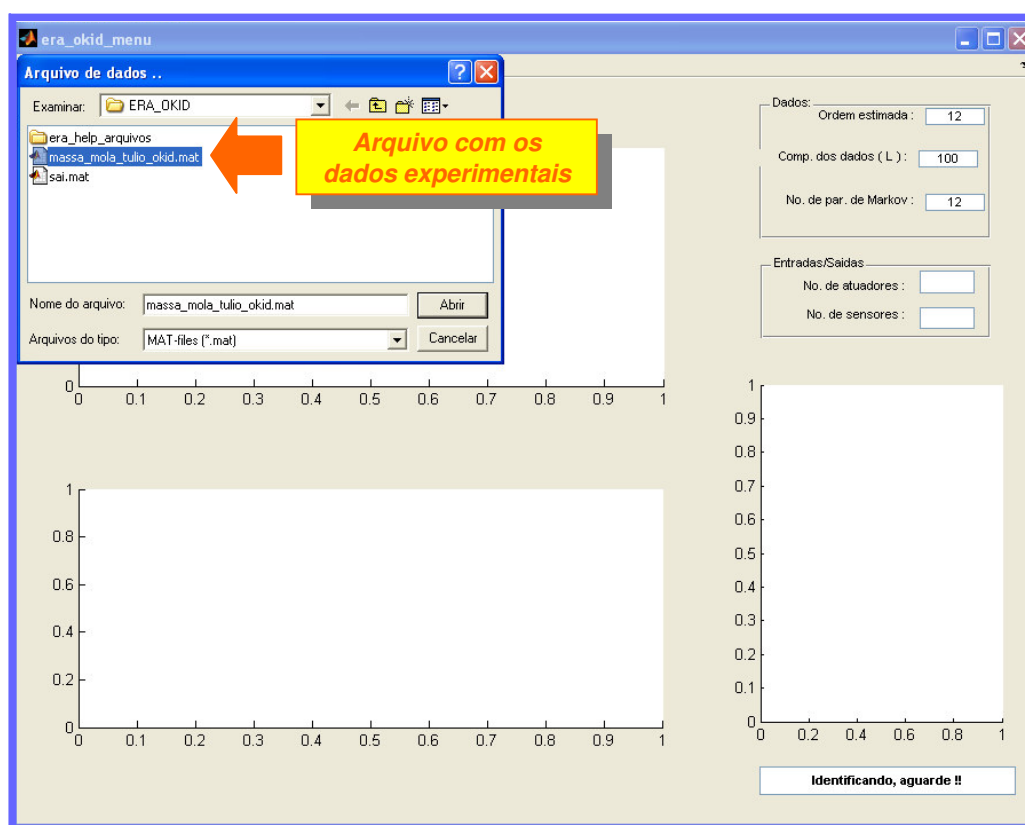 era_okid_menu
Arquivo de dados ..
Examinar: ERA_OKID
era_help_arquivos
massa_mola_tulio_okid.mat
sai.mat
Arquivo com os
dados experimentais
Nome do arquivo: massa_mola_tulio_okid.mat Abrir
Arquivos do tipo: MAT-files (*.mat) Cancelar
Dados:
Ordem estimada : 12
Comp. dos dados ( L ) : 100
No. de par. de Markov : 12
Entradas/Saidas
No. de atuadores :
No. de sensores :
0
0 0.1 0.2 0.3 0.4 0.5 0.6 0.7 0.8 0.9 1
1
0.8
0.6
0.4
0.2
0
0 0.1 0.2 0.3 0.4 0.5 0.6 0.7 0.8 0.9 1
1
0.9
0.8
0.7
0.6
0.5
0.4
0.3
0.2
0.1
0
0 0.2 0.4 0.6 0.8 1
Identificando, aguarde !!